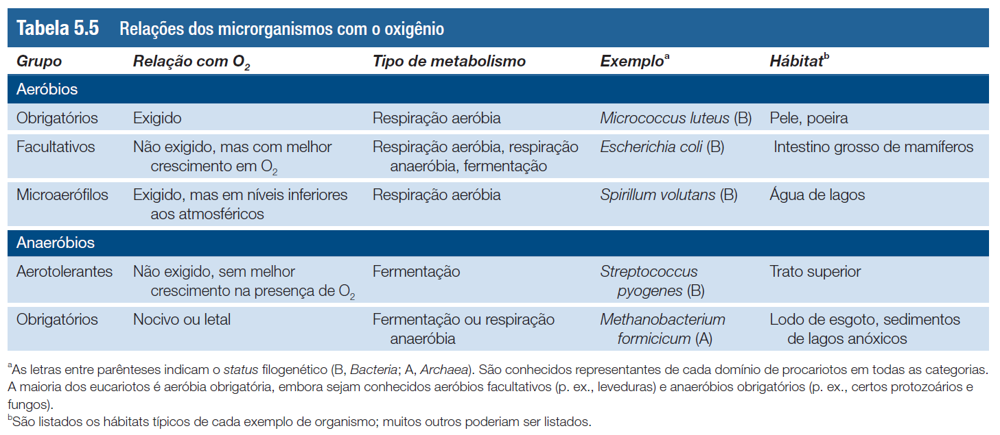 Tabela 5.5 Relações dos microrganismos com o oxigênio
Grupo Relação com O2 Tipo de metabolismo Exemploa Hábitatb
Aeróbios
Obrigatórios Exigido Respiração aeróbia Micrococcus luteus (B) Pele, poeira
Facultativos Não exigido, mas com melhor Respiração aeróbia, respiração Escherichia coli (B) Intestino grosso de mamíferos
crescimento em O2 anaeróbia, fermentação
Microaerófilos Exigido, mas em níveis inferiores Respiração aeróbia Spirillum volutans (B) Água de lagos
aos atmosféricos
Anaeróbios
Aerotolerantes Não exigido, sem melhor Fermentação Streptococcus Trato superior
crescimento na presença de O2 pyogenes (B)
Obrigatórios Nocivo ou letal Fermentação ou respiração Methanobacterium Lodo de esgoto, sedimentos
anaeróbia formicicum (A) de lagos anóxicos
aAs letras entre parênteses indicam o status filogenético (B, Bacteria; A, Archaea). São conhecidos representantes de cada domínio de procariotos em todas as categorias.
A maioria dos eucariotos é aeróbia obrigatória, embora sejam conhecidos aeróbios facultativos (p. ex., leveduras) e anaeróbios obrigatórios (p. ex., certos protozoários e
fungos).
bSão listados os hábitats típicos de cada exemplo de organismo; muitos outros poderiam ser listados.